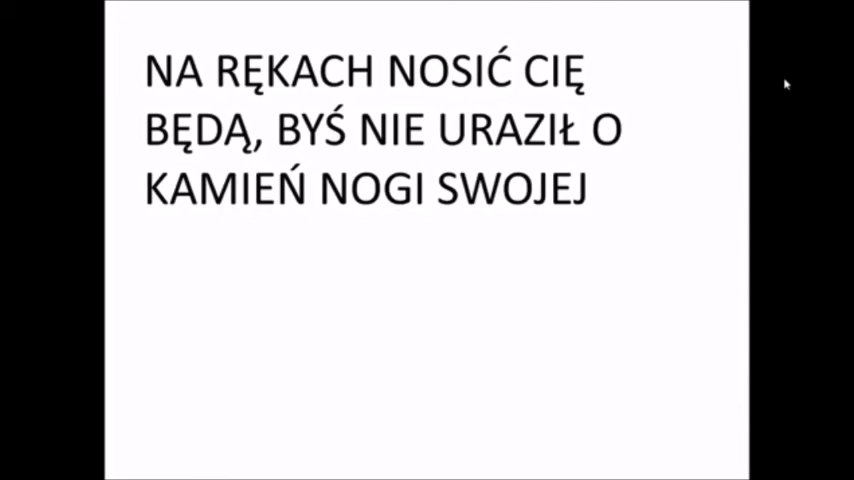 NA RĘKACH NOSIĆ CIĘ
BĘDĄ, BYŚ NIE URAZIŁ O
KAMIEŃ NOGI SWOJEJ